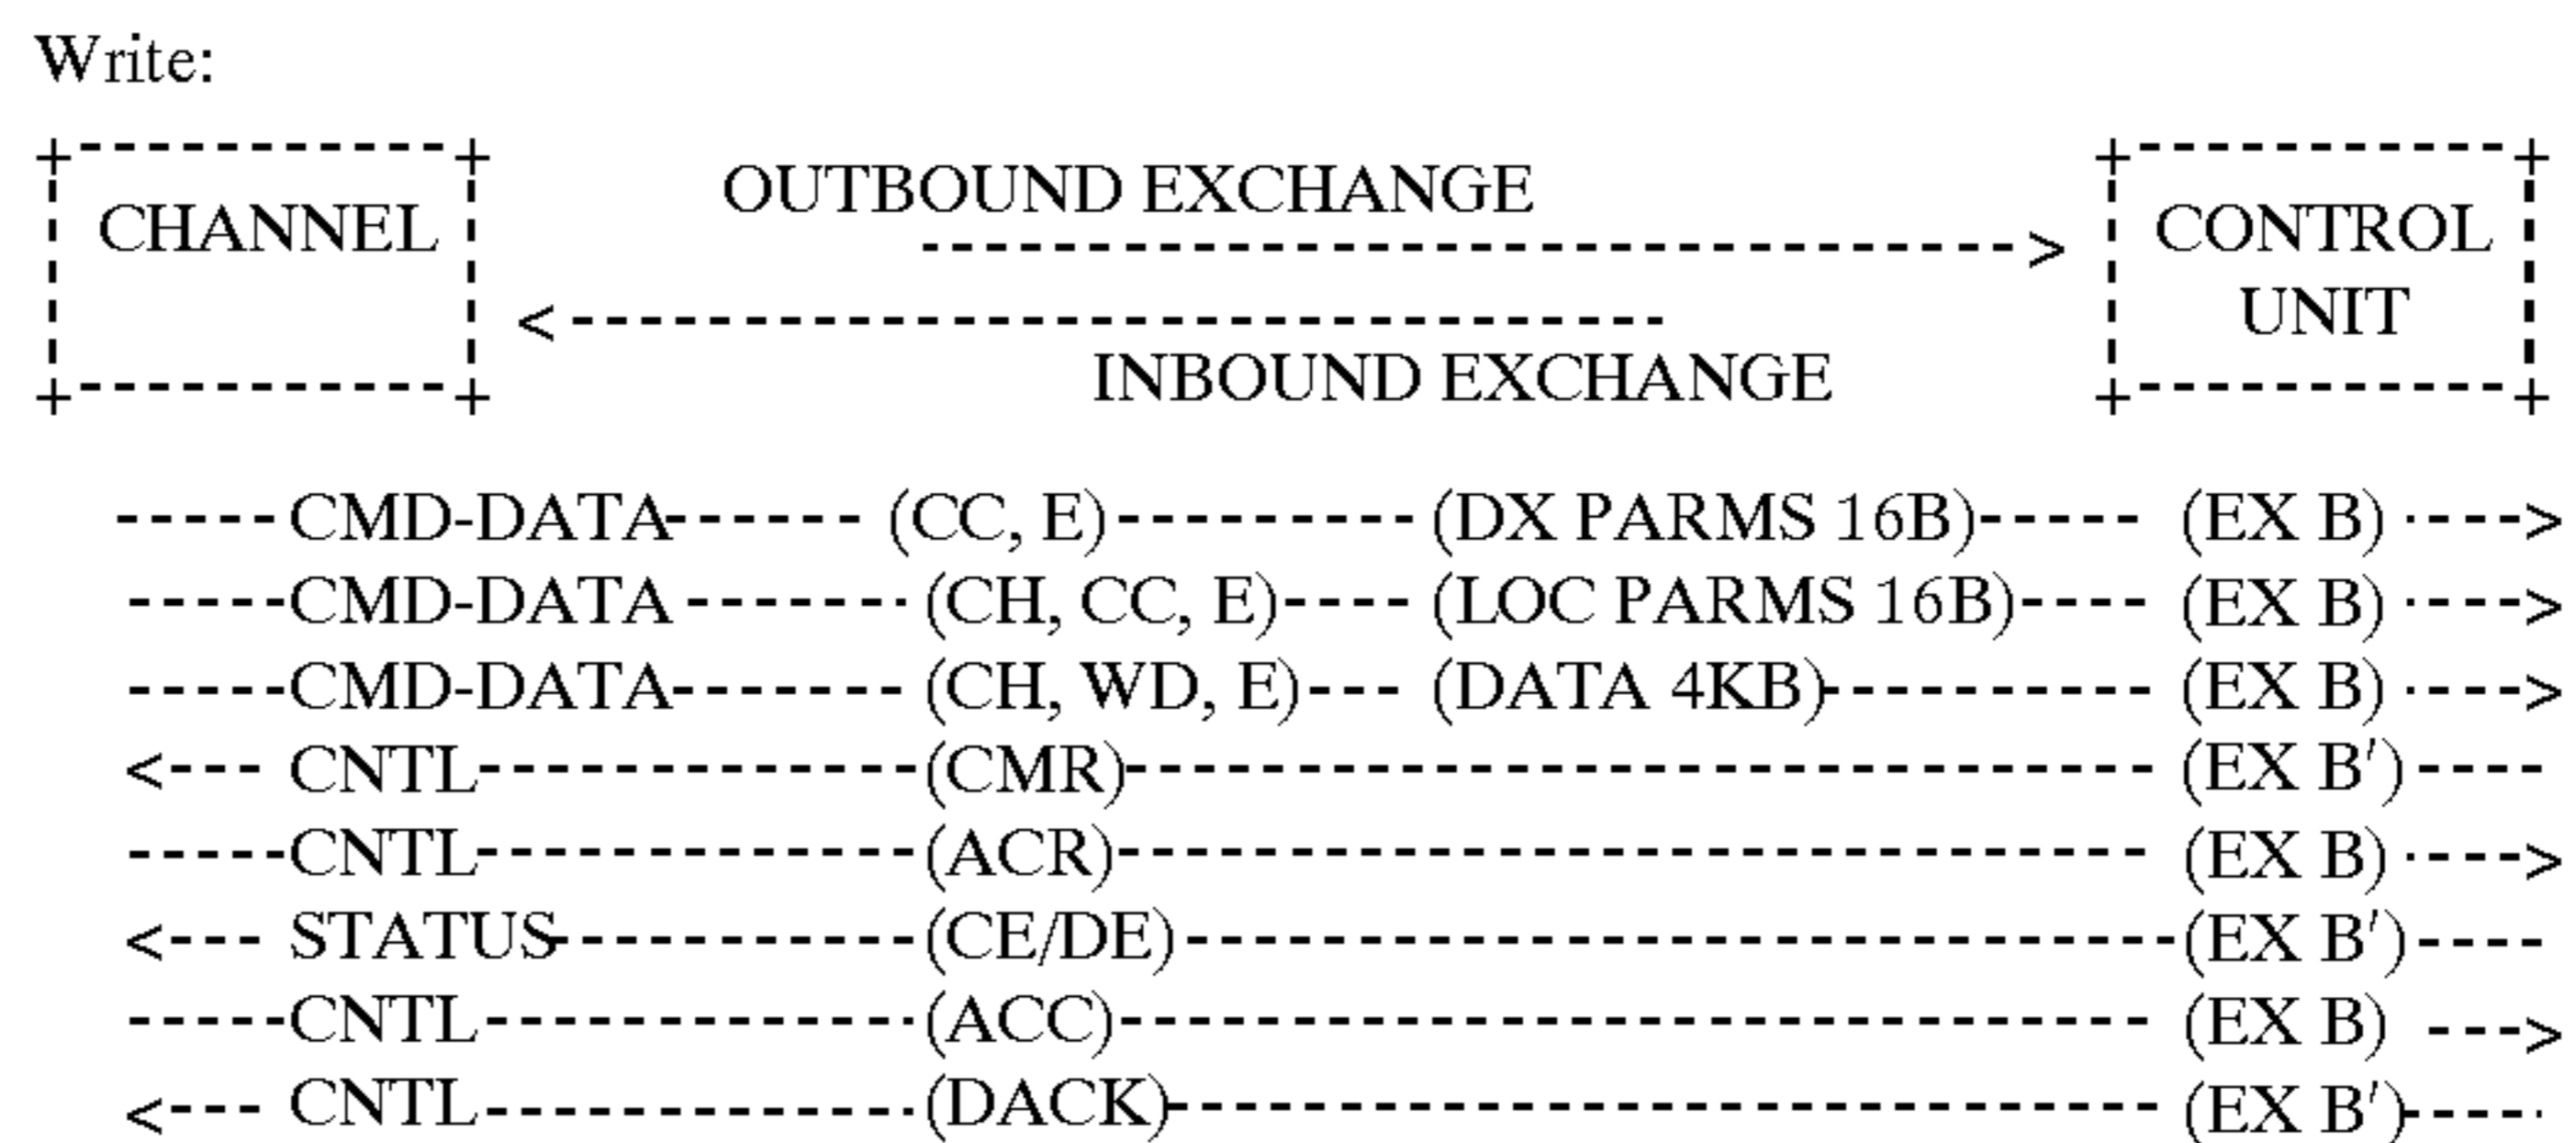 Write:
OUTBOUND EXCHANGE
CHANNEL
CONTROL
UNIT
INBOUND EXCHANGE
CMD-DATA (CC, E) (DX PARMS 16B) (EX B)
CMD-DATA (CH, CC, E) (LOC PARMS 16B) (EX B)
CMD-DATA (CH, WD, E) (DATA 4KB) (EX B)
CNTL (CMR) (EX B')
CNTL (ACR) (EX B)
STATUS (CE/DE) (EX B')
CNTL (ACC) (EX B)
CNTL (DACK) (EX B')